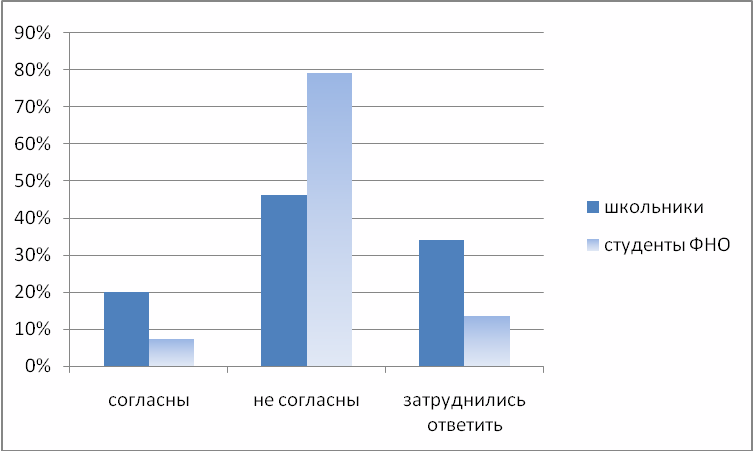 90%
80%
70%
60%
50%
40%
30%
20%
10%
0%
согласны
не согласны
затруднились
ответить
школьники
студенты ФНО